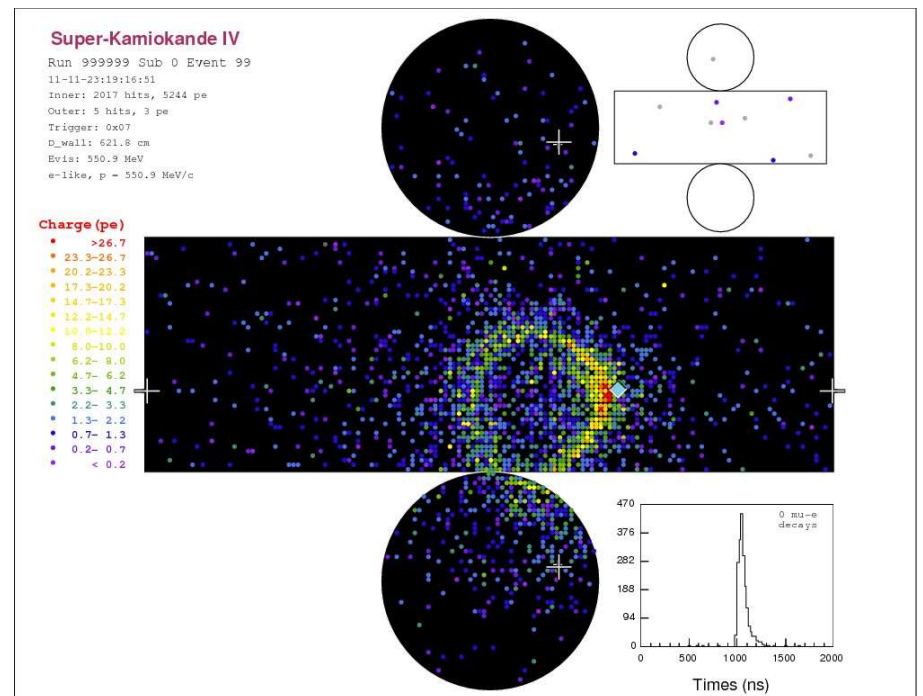 Super-Kamiokande IV
Run 999999 Sub 0 Event 99
11-11-23:19:16:51
Inner: 2017 hits, 5244 pe
Outer: 5 hits, 3 pe
Trigger: 0x07
D_wall: 621.8 cm
Evis: 550.9 MeV
e-like, p = 550.9 MeV/c
Charge(pe)
>26.7
23.3-26.7
20.2-23.3
17.3-20.2
14.7-17.3
12.2-14.7
10.0-12.2
8.0-10.0
6.2- 8.0
4.7- 6.2
3.3- 4.7
2.2- 3.3
1.3- 2.2
0.7- 1.3
0.2- 0.7
< 0.2
0 mu-e
decays
470
376
282
188
94
0
0 500 1000 1500 2000
Times (ns)